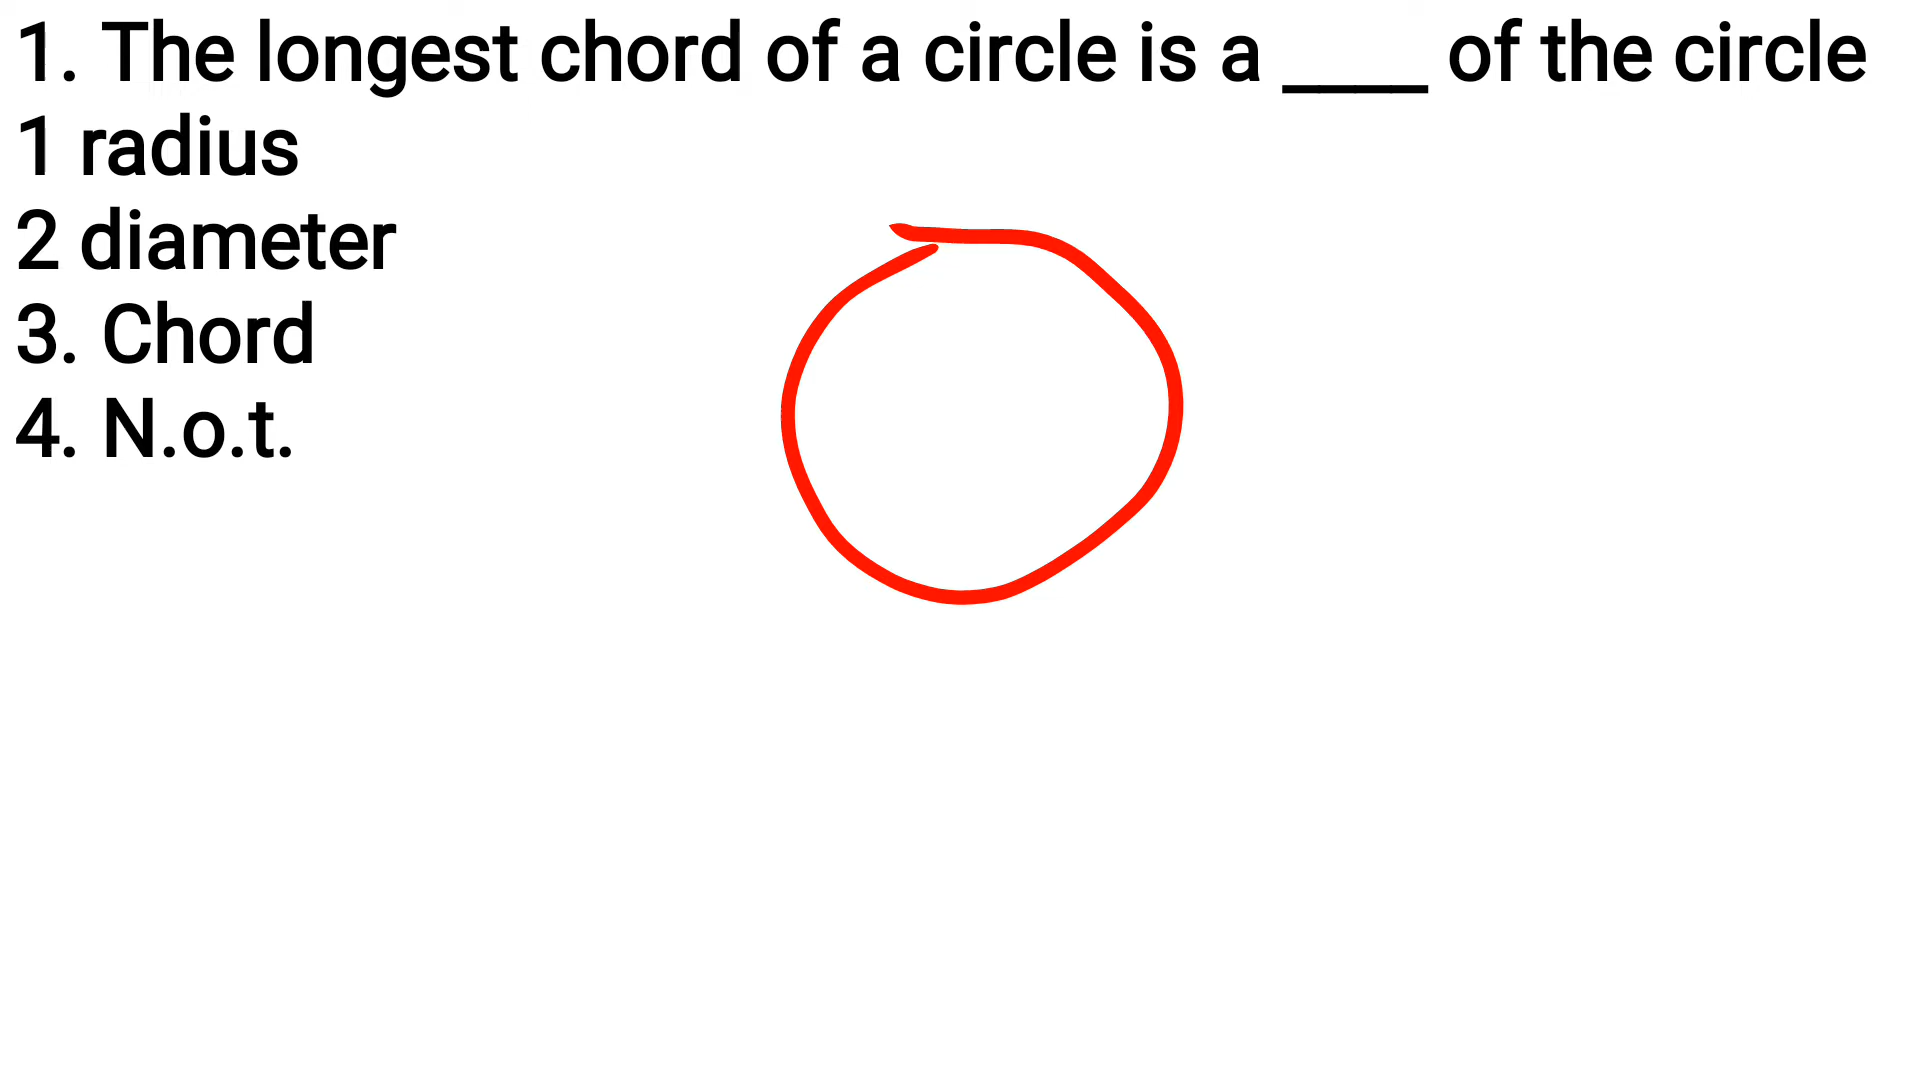 1. The longest chord of a circle is a ____ of the circle
1 radius
2 diameter
3. Chord
4. N.o.t.